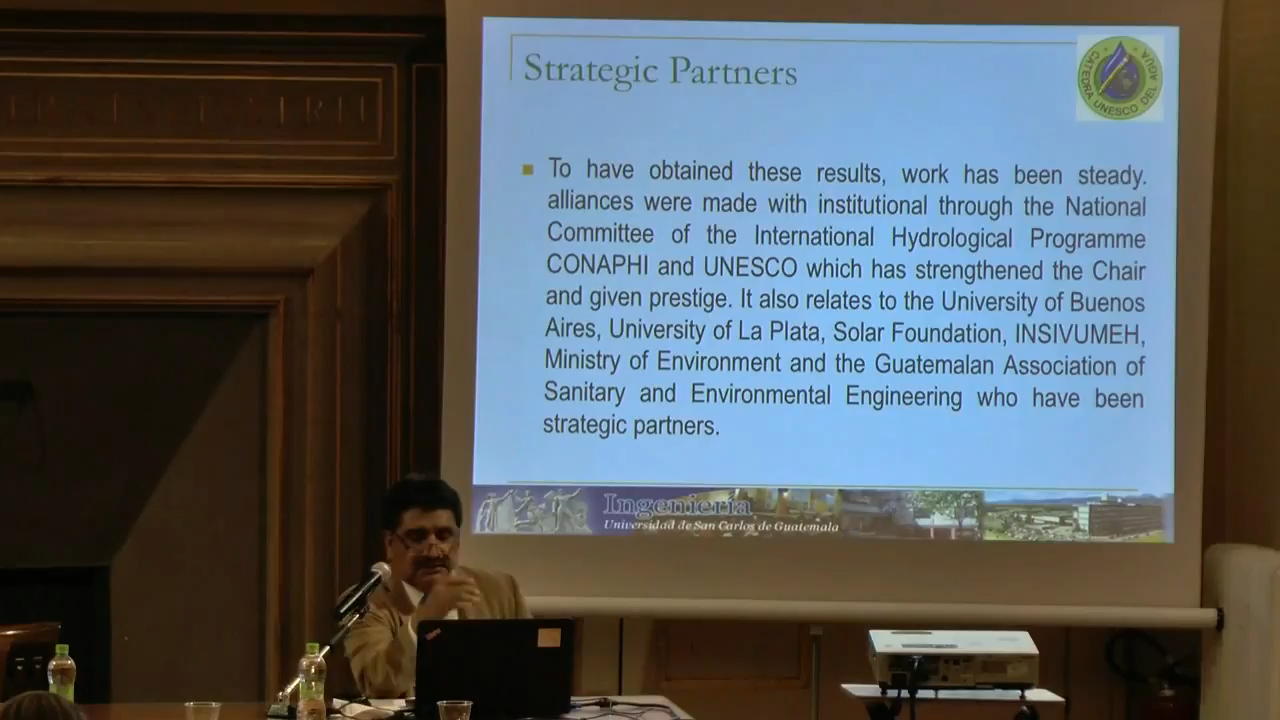 Strategic Partners
CATEDRA UNESCO DEL AGUA
To have obtained these results, work has been steady.
alliances were made with institutional through the National
Committee of the International Hydrological Programme
CONAPHI and UNESCO which has strengthened the Chair
and given prestige. It also relates to the University of Buenos
Aires, University of La Plata, Solar Foundation, INSIVUMEH,
Ministry of Environment and the Guatemalan Association of
Sanitary and Environmental Engineering who have been
strategic partners.
Ingeniería
Universidad de San Carlos de Guatemala